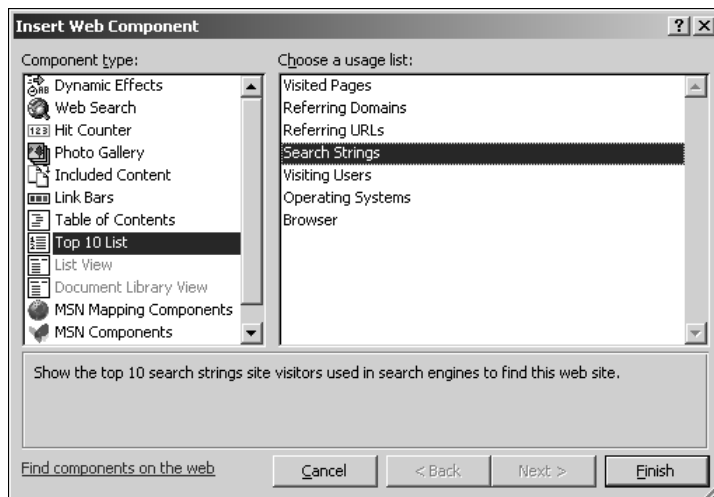 Insert Web Component
Component type:
Dynamic Effects
Web Search
123 Hit Counter
Photo Gallery
Included Content
Link Bars
Table of Contents
Top 10 List
List View
Document Library View
MSN Mapping Components
MSN Components
Choose a usage list:
Visited Pages
Referring Domains
Referring URLs
Search Strings
Visiting Users
Operating Systems
Browser
Show the top 10 search strings site visitors used in search engines to find this web site.
Find components on the web
Cancel
< Back
Next >
Finish